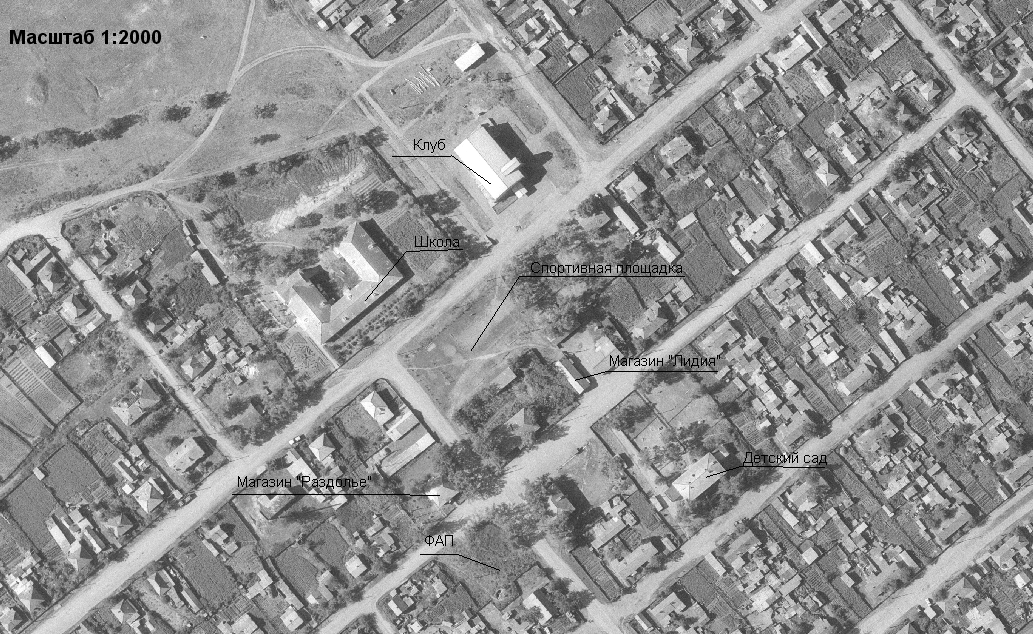 Масштаб 1:2000
Клуб
Школа
Спортивная площадка
Магазин "Лидия"
Детский сад
Магазин "Раздолье"
ФАП